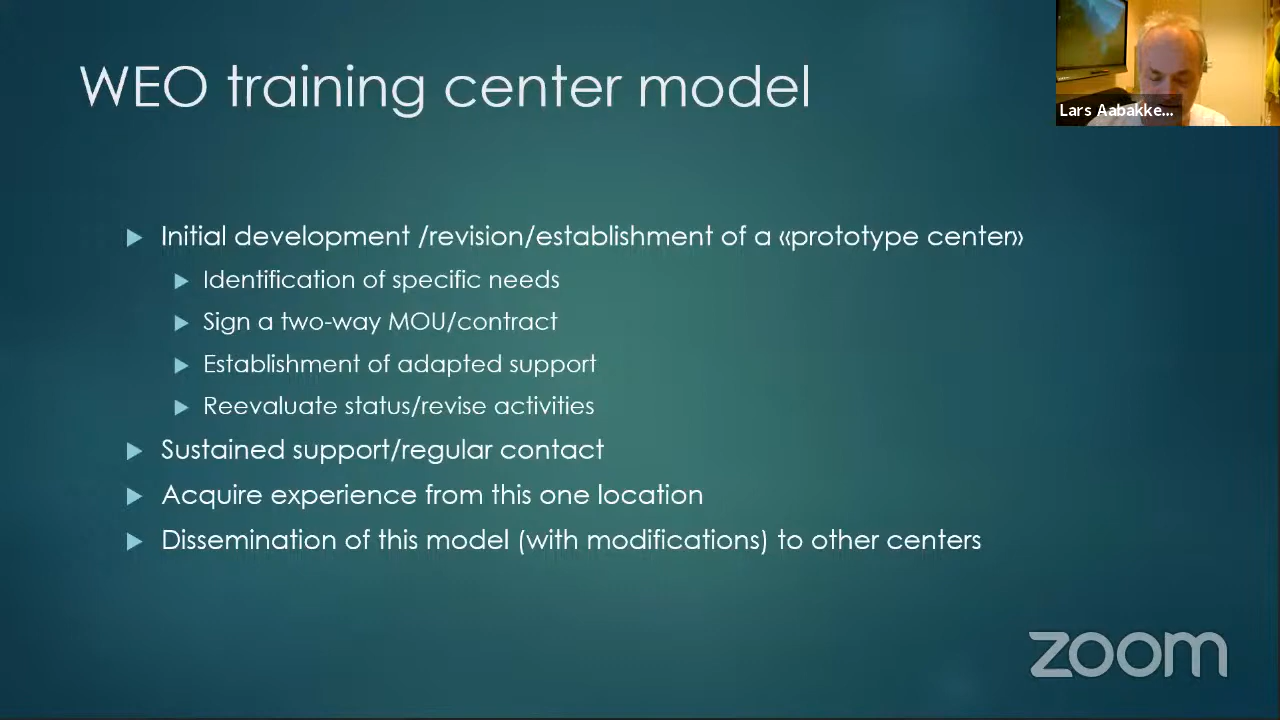 WEO training center model
Lars Aabakke...
Initial development /revision/establishment of a «prototype center»
Identification of specific needs
Sign a two-way MOU/contract
Establishment of adapted support
Reevaluate status/revise activities
Sustained support/regular contact
Acquire experience from this one location
Dissemination of this model (with modifications) to other centers
zoom